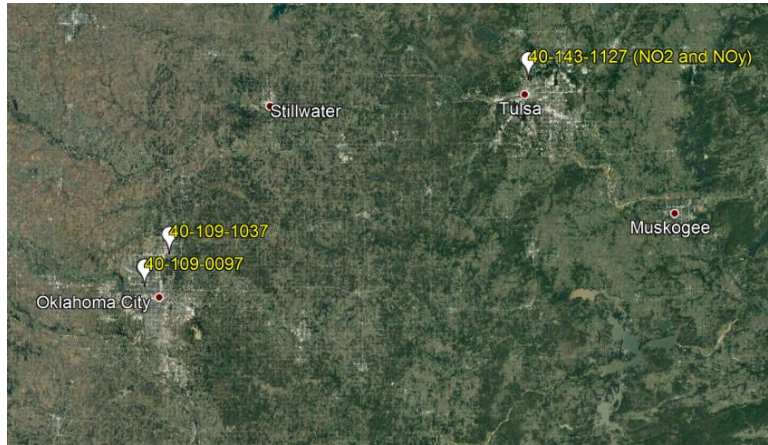 40-143-1127 (NO2 and NOy)
Tulsa
Stillwater
Muskogee
40-109-1037
40-109-0097
Oklahoma City